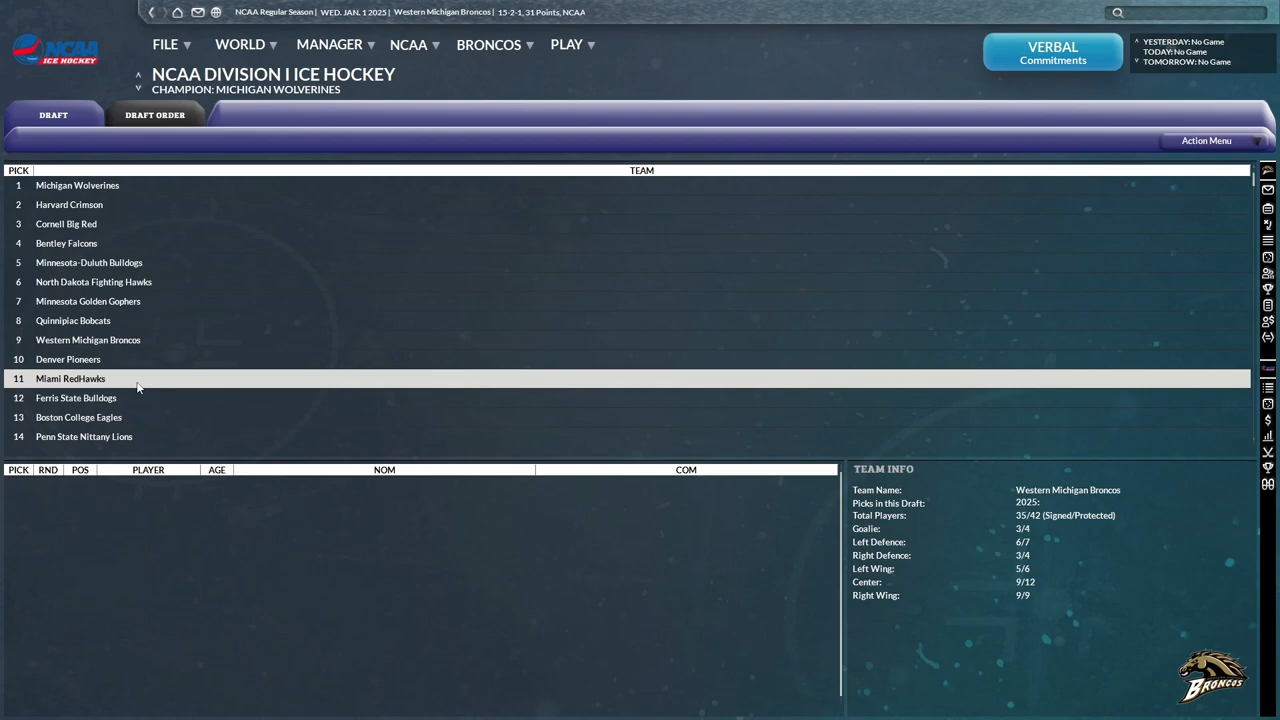 NCAA Regular Season | WED. JAN. 1 2025 | Western Michigan Broncos | 15-2-1, 31 Points, NCAA
NCAA
ICE HOCKEY
FILE WORLD MANAGER NCAA BRONCOS PLAY
VERBAL
Commitments
YESTERDAY: No Game
TODAY: No Game
TOMORROW: No Game
NCAA DIVISION I ICE HOCKEY
CHAMPION: MICHIGAN WOLVERINES
DRAFT DRAFT ORDER
Action Menu
PICK TEAM
1 Michigan Wolverines
2 Harvard Crimson
3 Cornell Big Red
4 Bentley Falcons
5 Minnesota-Duluth Bulldogs
6 North Dakota Fighting Hawks
7 Minnesota Golden Gophers
8 Quinnipiac Bobcats
9 Western Michigan Broncos
10 Denver Pioneers
11 Miami RedHawks
12 Ferris State Bulldogs
13 Boston College Eagles
14 Penn State Nittany Lions
PICK RND POS PLAYER AGE NOM COM
TEAM INFO
Team Name: Western Michigan Broncos
Picks in this Draft: 2025:
Total Players: 35/42 (Signed/Protected)
Goalie: 3/4
Left Defence: 6/7
Right Defence: 3/4
Left Wing: 5/6
Center: 9/12
Right Wing: 9/9
BRONCOS